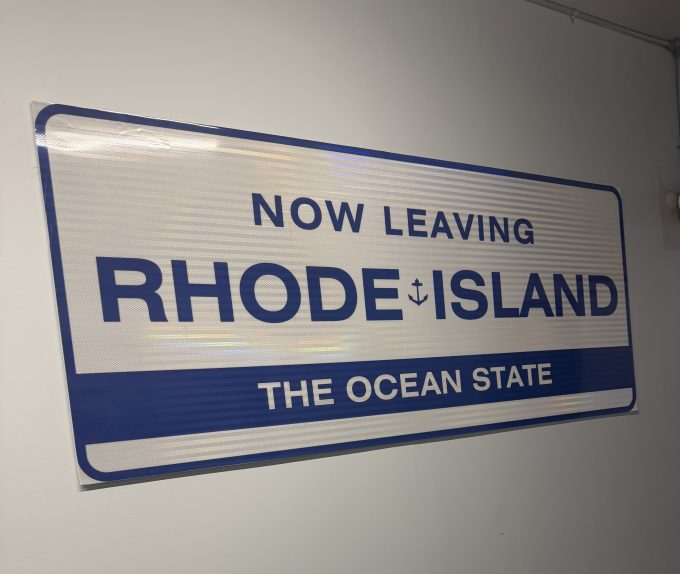 NOW LEAVING
RHODE ISLAND
THE OCEAN STATE